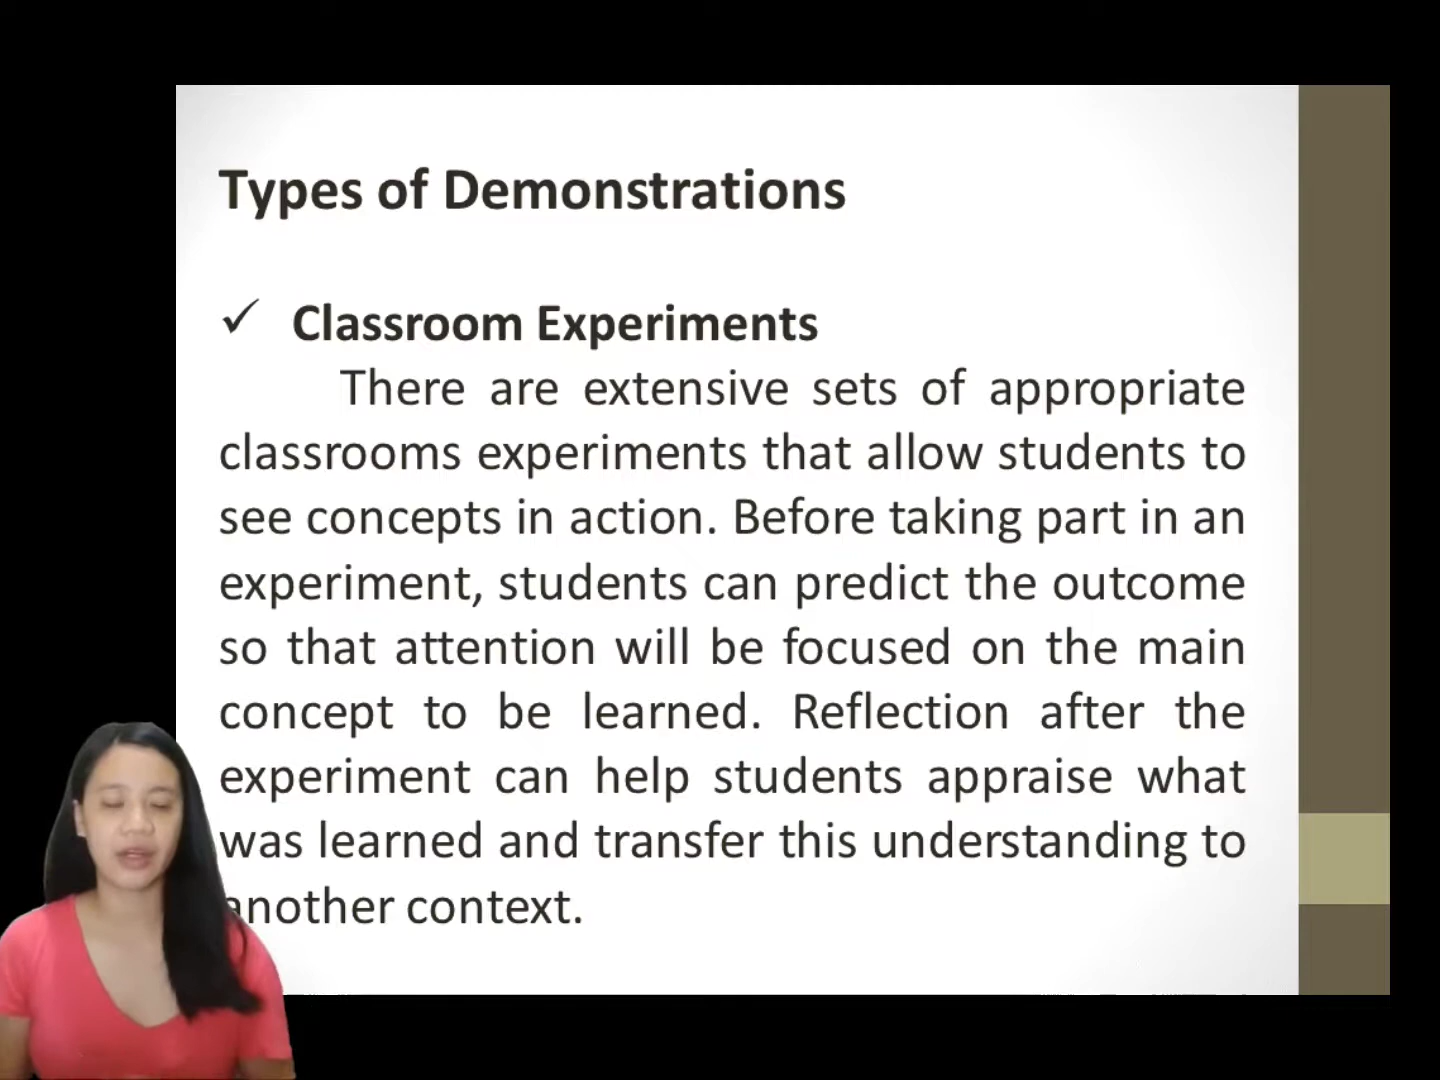 Types of Demonstrations
✓ Classroom Experiments
There are extensive sets of appropriate
classrooms experiments that allow students to
see concepts in action. Before taking part in an
experiment, students can predict the outcome
so that attention will be focused on the main
concept to be learned. Reflection after the
experiment can help students appraise what
was learned and transfer this understanding to
another context.